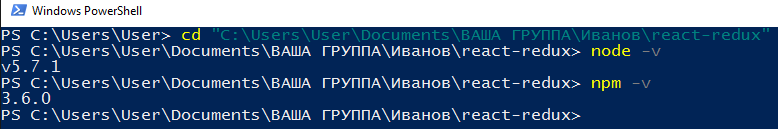 Windows PowerShell
PS C:\Users\User> cd "C:\Users\User\Documents\ВАША ГРУППА\Иванов\react-redux"
PS C:\Users\User\Documents\ВАША ГРУППА\Иванов\react-redux> node -v
v5.7.1
PS C:\Users\User\Documents\ВАША ГРУППА\Иванов\react-redux> npm -v
3.6.0
PS C:\Users\User\Documents\ВАША ГРУППА\Иванов\react-redux>